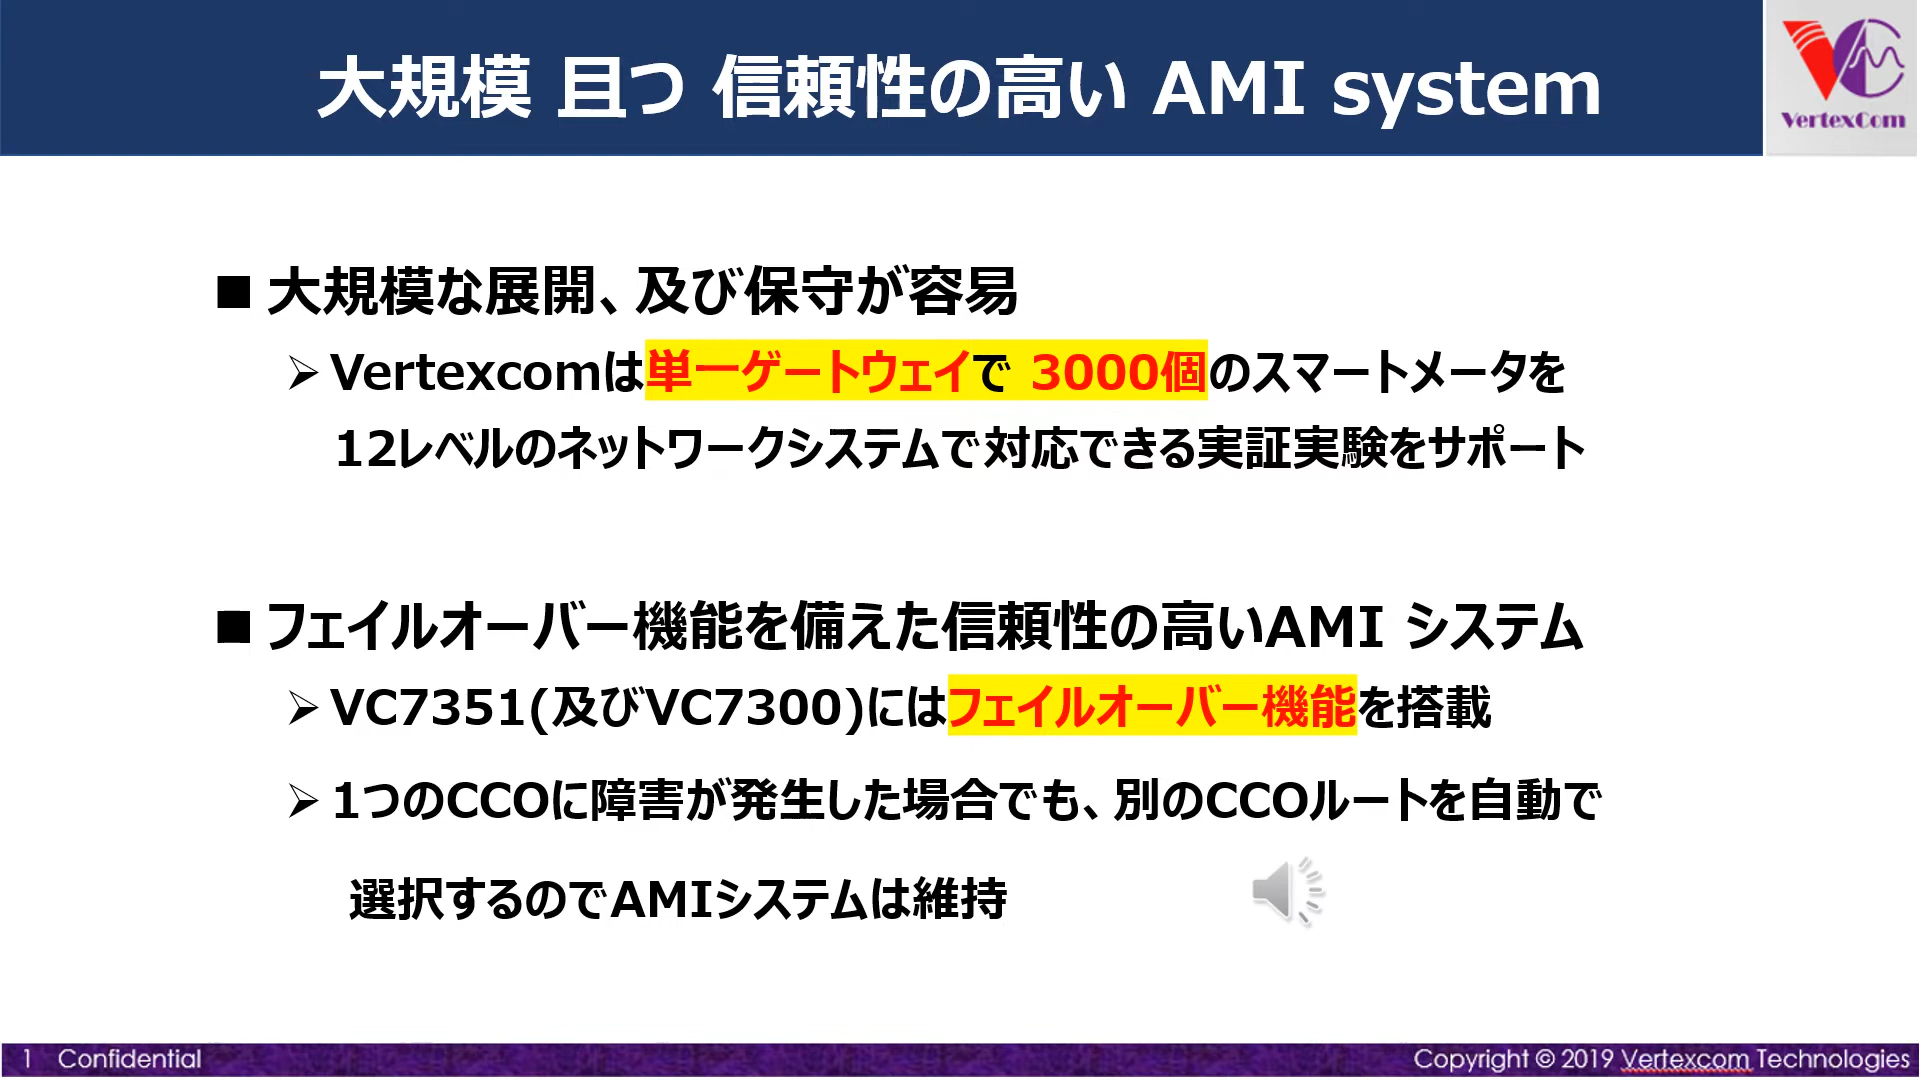 大規模 且つ 信頼性の高い AMI system
VertexCom
■ 大規模な展開、及び保守が容易
➢ Vertexcomは単一ゲートウェイで 3000個のスマートメータを
12レベルのネットワークシステムで対応できる実証実験をサポート
■ フェイルオーバー機能を備えた信頼性の高いAMI システム
➢ VC7351(及びVC7300)にはフェイルオーバー機能を搭載
➢ 1つのCCOに障害が発生した場合でも、別のCCOルートを自動で
選択するのでAMIシステムは維持
1 Confidential
Copyright © 2019 Vertexcom Technologies